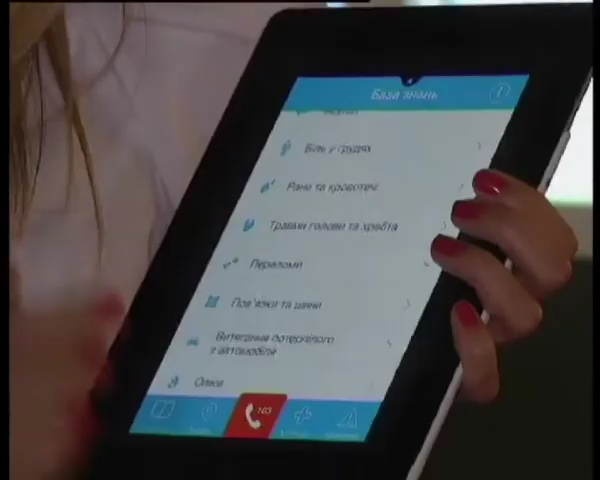 База знань
Біль у грудях
Рани та кровотечі
Травми голови та хребта
Переломи
Пов'язки та шини
Витягання потерпілого
з автомобіля
Опіки
103